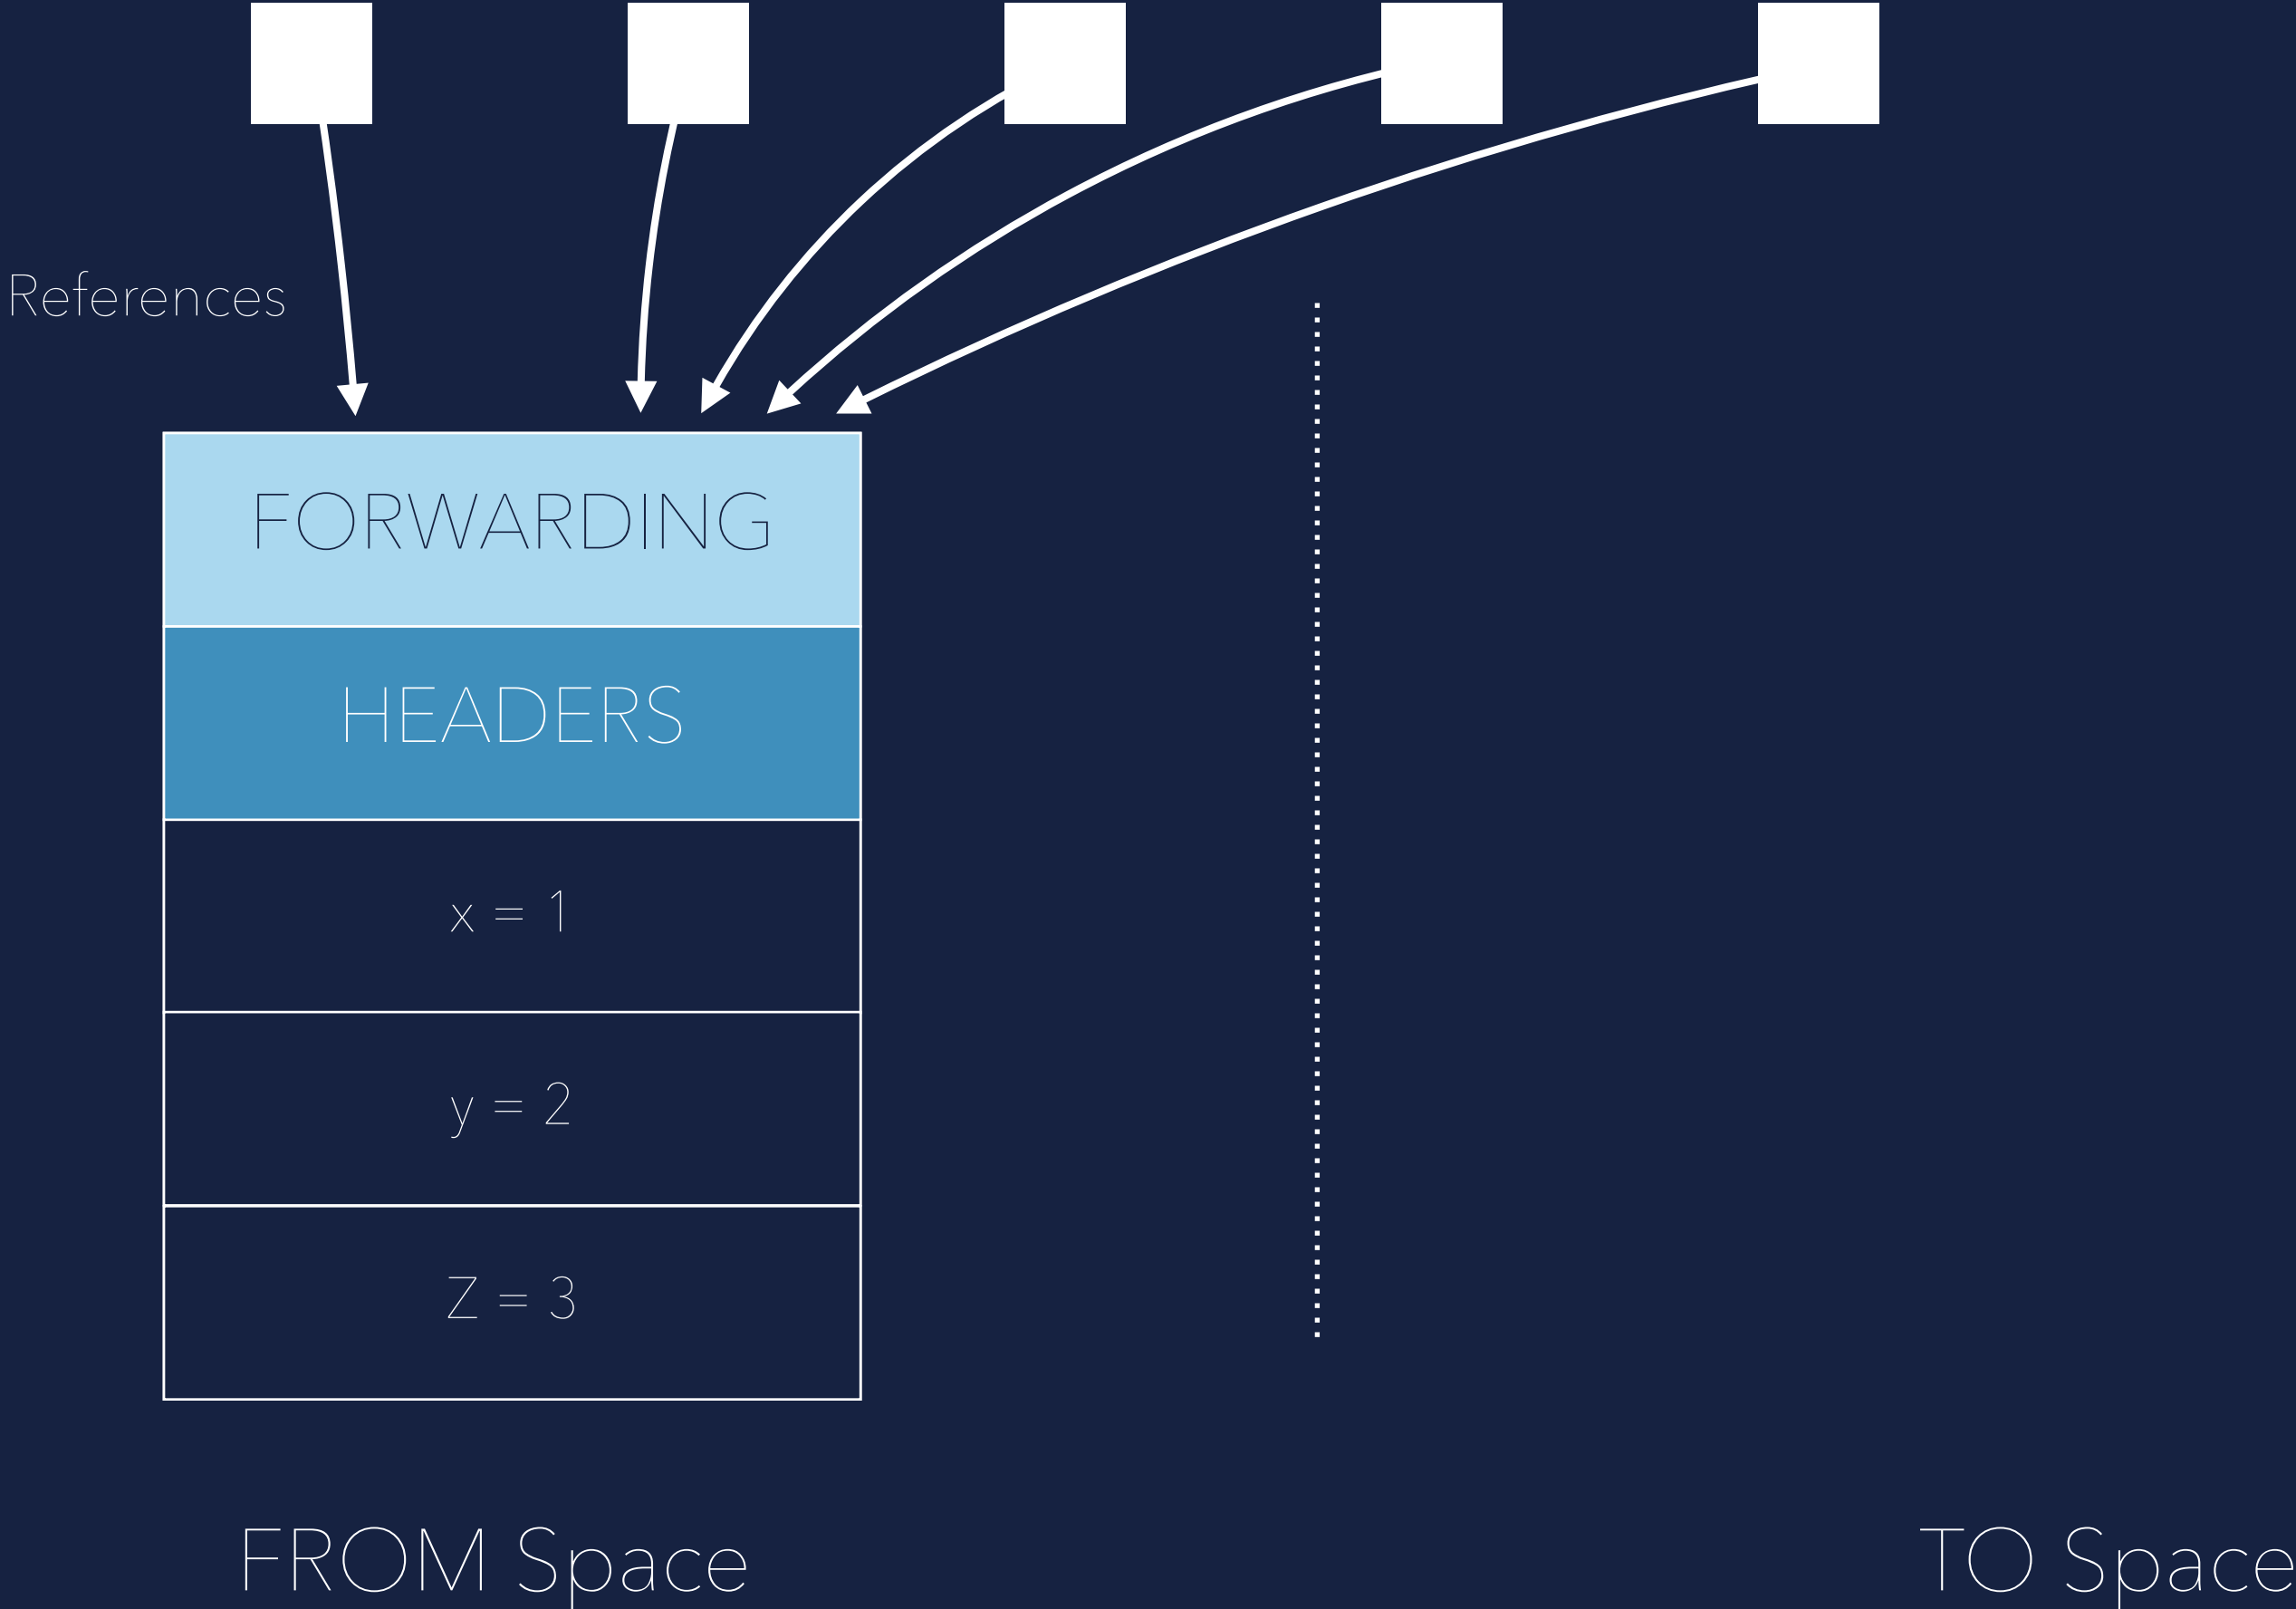 References
FORWARDING
HEADERS
x = 1
y = 2
Z = 3
FROM Space
TO Space